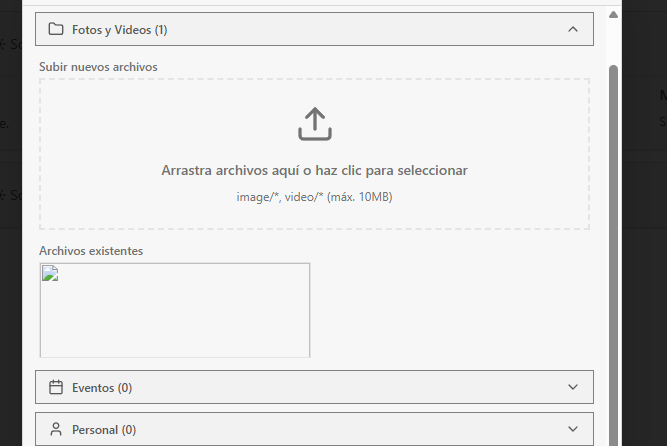 Fotos y Videos (1)
Subir nuevos archivos
Arrastra archivos aquí o haz clic para seleccionar
image/*, video/* (máx. 10MB)
Archivos existentes
Eventos (0)
Personal (0)